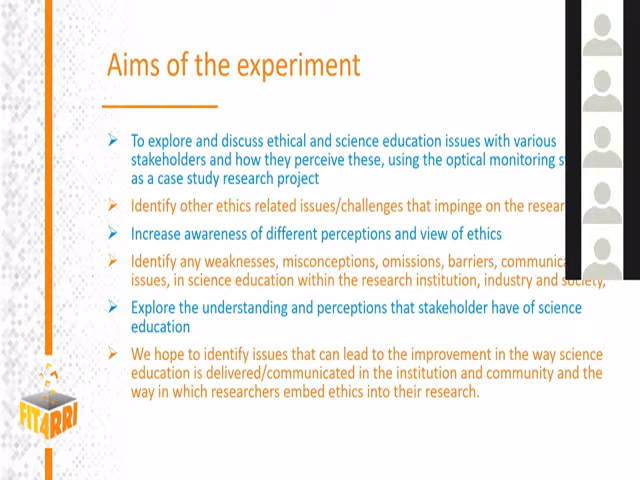 Aims of the experiment
To explore and discuss ethical and science education issues with various
stakeholders and how they perceive these, using the optical monitoring
as a case study research project
Identify other ethics related issues/challenges that impinge on the
Increase awareness of different perceptions and view of ethics
Identify any weaknesses, misconceptions, omissions, barriers,
issues, in science education within the research institution, industry and society,
Explore the understanding and perceptions that stakeholder have of science
education
We hope to identify issues that can lead to the improvement in the way science
education is delivered/communicated in the institution and community and the
way in which researchers embed ethics into their research.
FIT4RRI